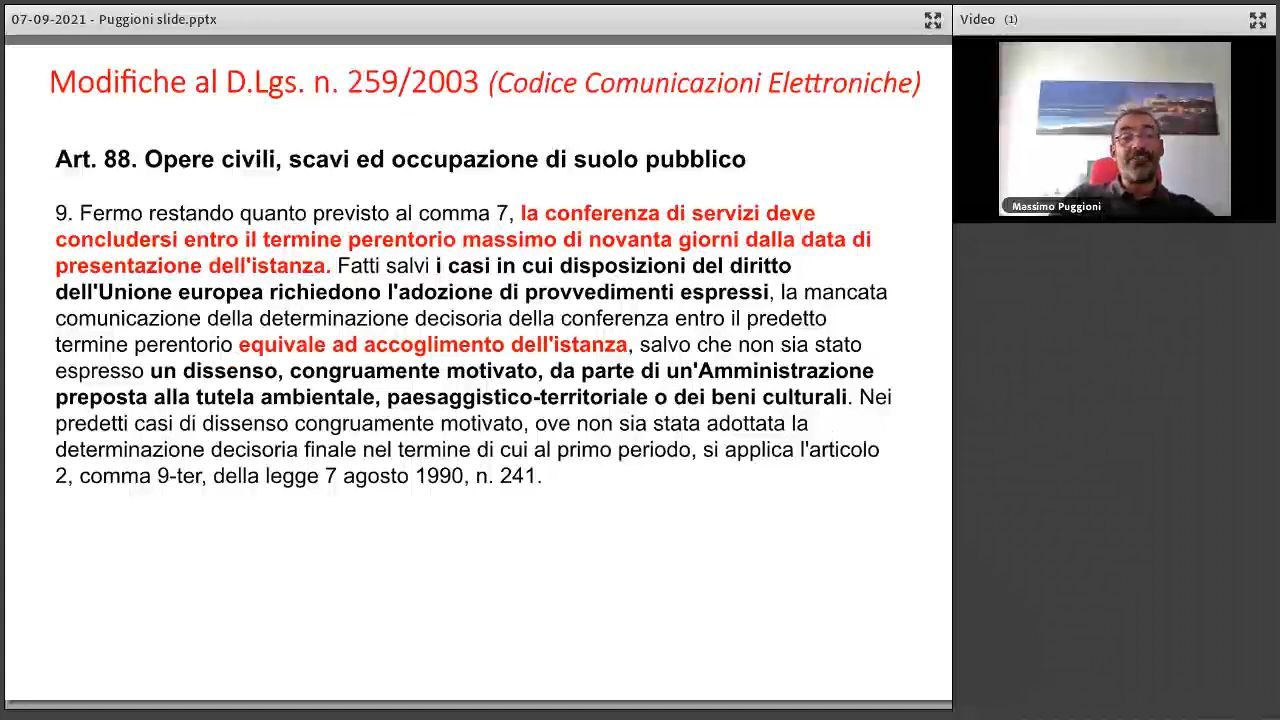 07-09-2021 - Puggioni slide.pptx
Video (1)
Modifiche al D.Lgs. n. 259/2003 (Codice Comunicazioni Elettroniche)
Art. 88. Opere civili, scavi ed occupazione di suolo pubblico
9. Fermo restando quanto previsto al comma 7, la conferenza di servizi deve
concludersi entro il termine perentorio massimo di novanta giorni dalla data di
presentazione dell'istanza. Fatti salvi i casi in cui disposizioni del diritto
dell'Unione europea richiedono l'adozione di provvedimenti espressi, la mancata
comunicazione della determinazione decisoria della conferenza entro il predetto
termine perentorio equivale ad accoglimento dell'istanza, salvo che non sia stato
espresso un dissenso, congruamente motivato, da parte di un'Amministrazione
preposta alla tutela ambientale, paesaggistico-territoriale o dei beni culturali. Nei
predetti casi di dissenso congruamente motivato, ove non sia stata adottata la
determinazione decisoria finale nel termine di cui al primo periodo, si applica l'articolo
2, comma 9-ter, della legge 7 agosto 1990, n. 241.
Massimo Puggioni